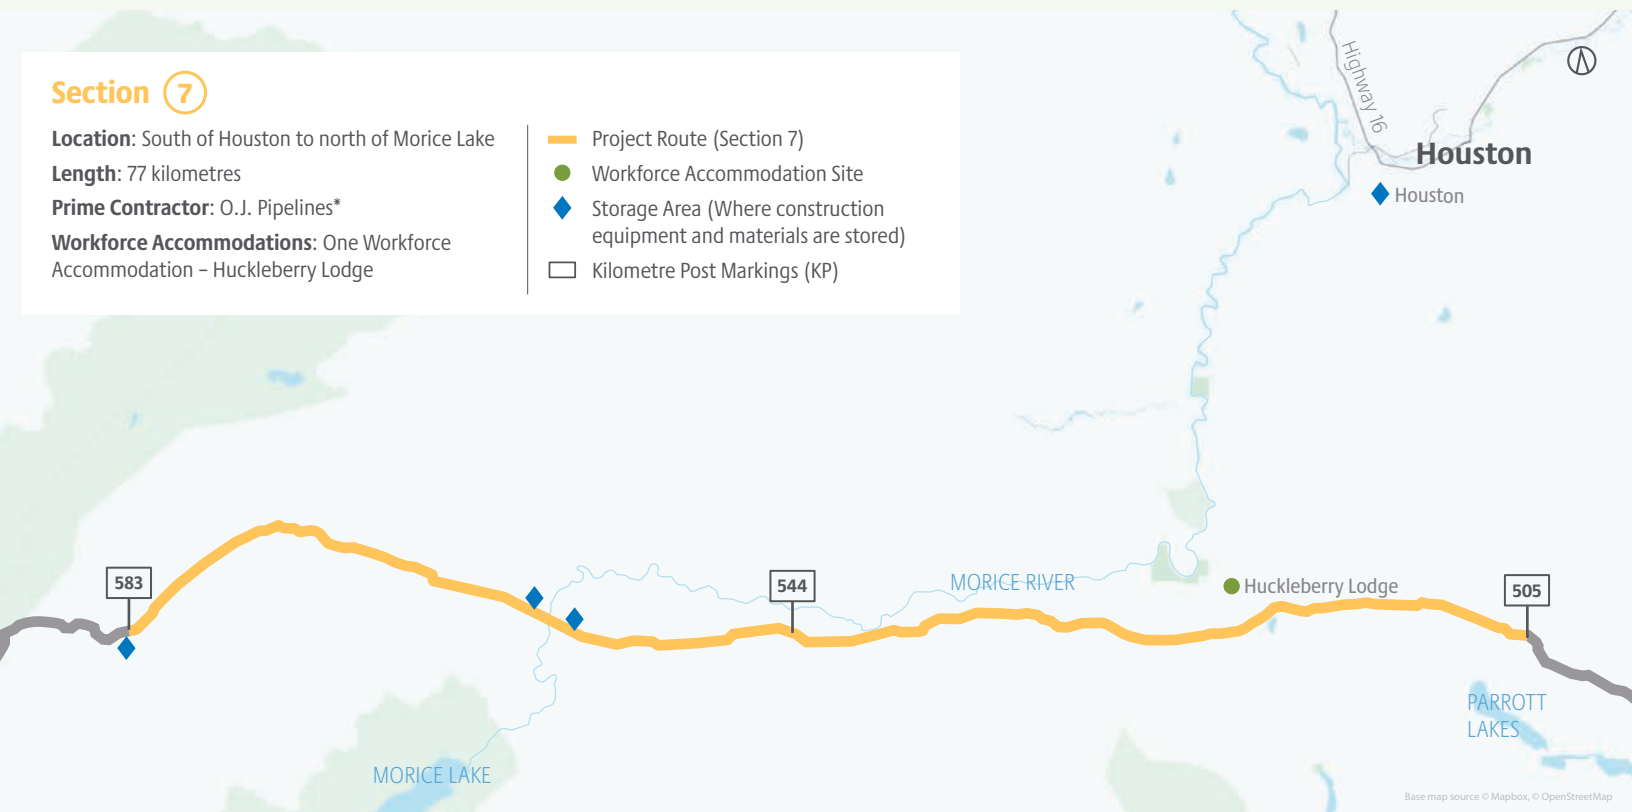 Section 7
Location: South of Houston to north of Morice Lake
Length: 77 kilometres
Prime Contractor: O.J. Pipelines*
Workforce Accommodations: One Workforce
Accommodation – Huckleberry Lodge
Project Route (Section 7)
Workforce Accommodation Site
Storage Area (Where construction
equipment and materials are stored)
Kilometre Post Markings (KP)
Highway 16
Houston
Houston
583
544
MORICE RIVER
Huckleberry Lodge
505
PARROTT
LAKES
MORICE LAKE
Base map source © Mapbox, © OpenStreetMap